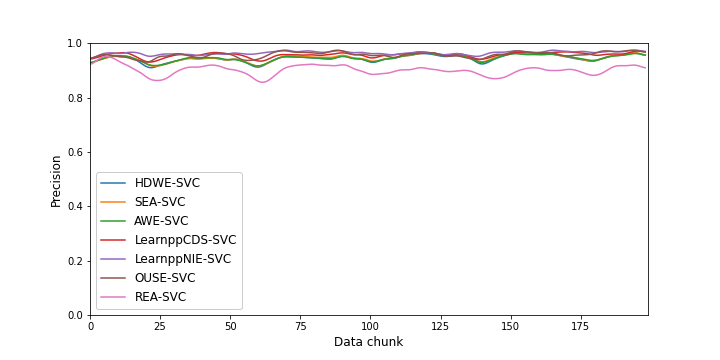 1.0
0.8
0.6
0.4
0.2
0.0
Precision
HDWE-SVC
SEA-SVC
AWE-SVC
LearnppCDS-SVC
LearnppNIE-SVC
OUSE-SVC
REA-SVC
0 25 50 75 100 125 150 175
Data chunk